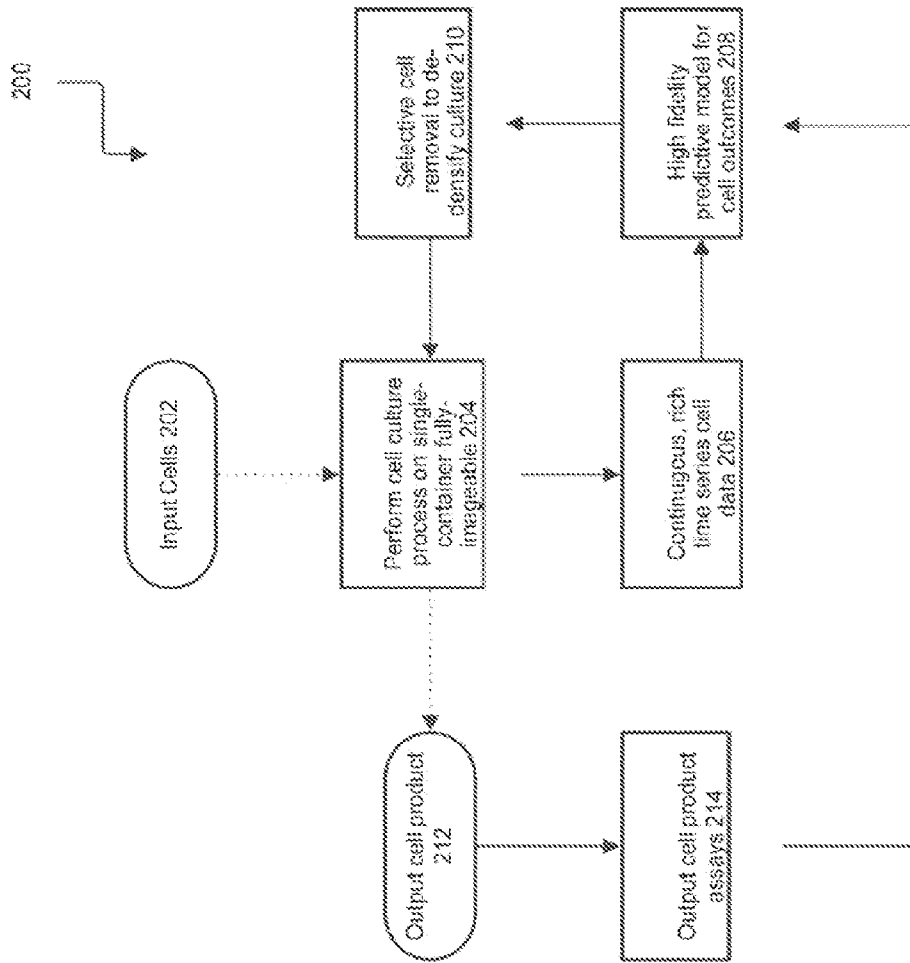 200
Input Cells 202
Selective cell
removal to de-
densify culture 210
Perform cell culture
process on single-
container fully-
imageable 204
Output cell product
212
High fidelity
predictive model for
cell outcomes 208
Continuous, rich
time series cell
data 206
Output cell product
assays 214